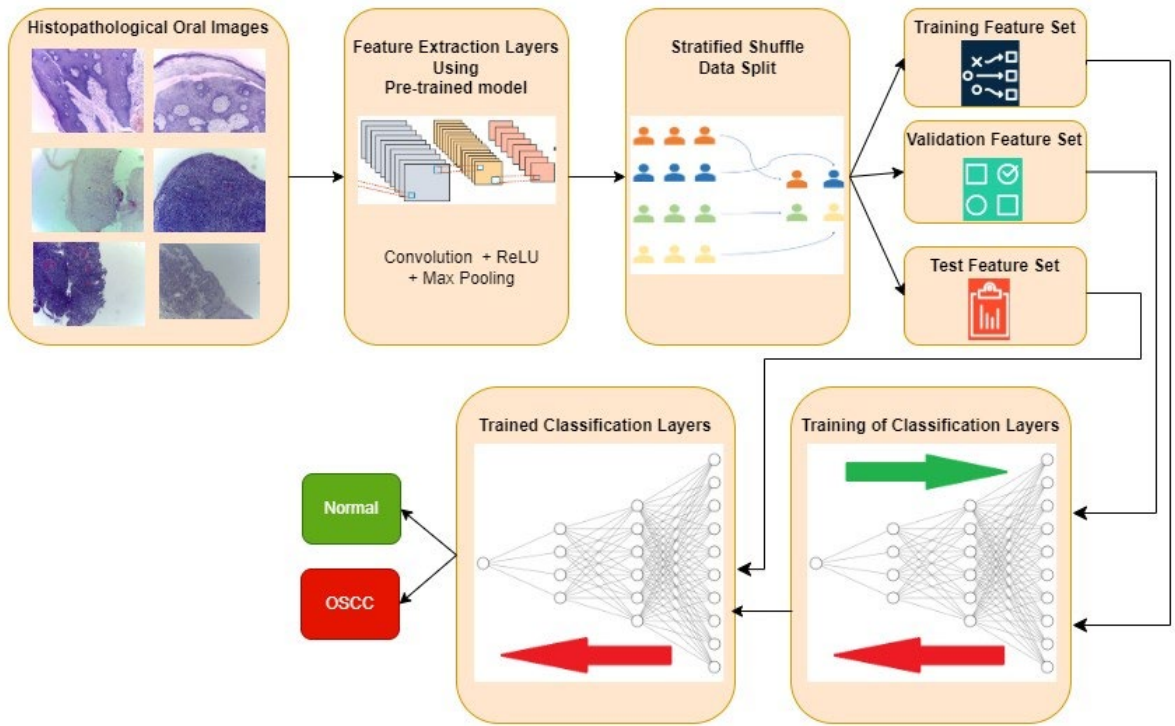 Histopathological Oral Images
Feature Extraction Layers
Using
Pre-trained model
Convolution + ReLU
+ Max Pooling
Stratified Shuffle
Data Split
Training Feature Set
Validation Feature Set
Test Feature Set
Trained Classification Layers
Training of Classification Layers
Normal
OSCC